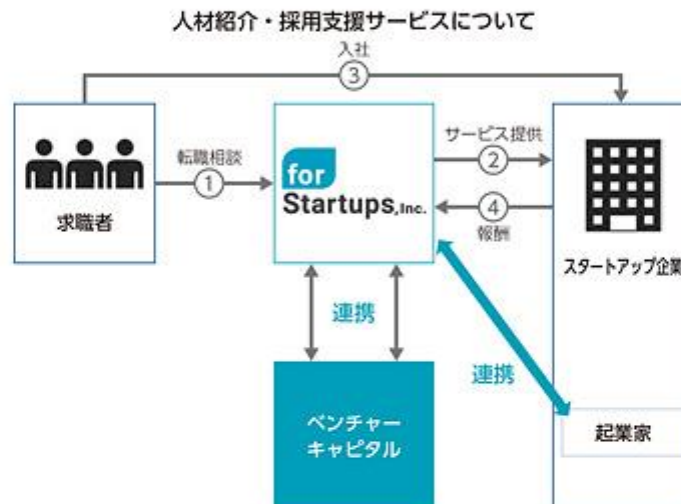 人材紹介・採用支援サービスについて
入社
③
求職者
転職相談
①
for
Startups,Inc.
サービス提供
②
④
報酬
スタートアップ企業
連携
連携
ベンチャー
キャピタル
起業家